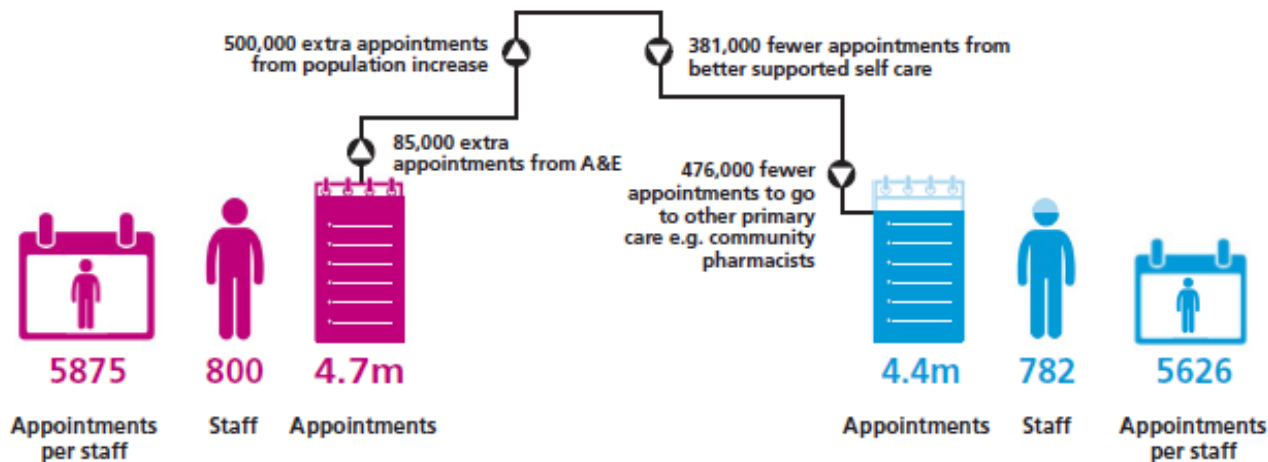 500,000 extra appointments
from population increase
381,000 fewer appointments from
better supported self care
85,000 extra
appointments from A&E
476,000 fewer
appointments to go
to other primary
care e.g. community
pharmacists
5875
800
4.7m
4.4m
782
5626
Appointments
per staff
Staff
Appointments
Appointments
Staff
Appointments
per staff